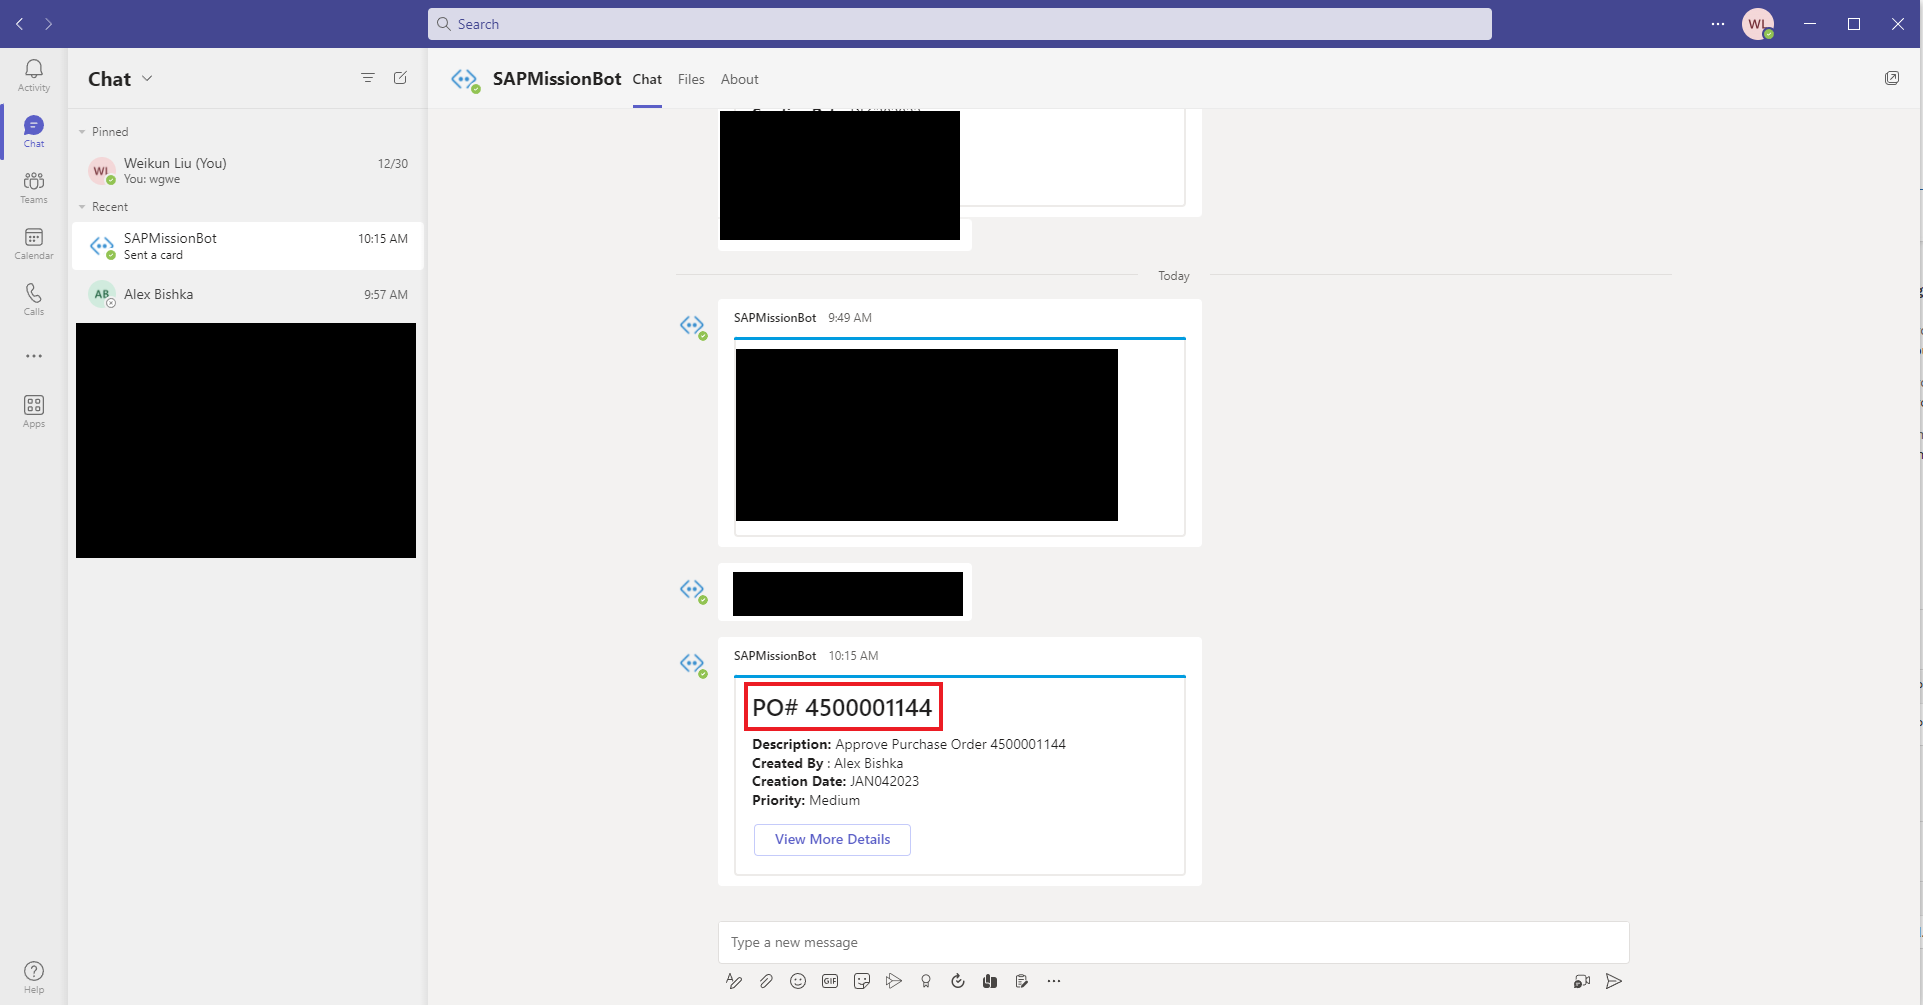 Search
WL
Activity
Chat
Teams
Calendar
Calls
Apps
Help
Chat
Pinned
WL
Weikun Liu (You)
12/30
You: wgwe
Recent
SAPMissionBot
10:15 AM
Sent a card
AB
Alex Bishka
9:57 AM
SAPMissionBot
Chat
Files
About
Today
SAPMissionBot 9:49 AM
SAPMissionBot 10:15 AM
PO# 4500001144
Description: Approve Purchase Order 4500001144
Created By : Alex Bishka
Creation Date: JAN042023
Priority: Medium
View More Details
Type a new message
GIF